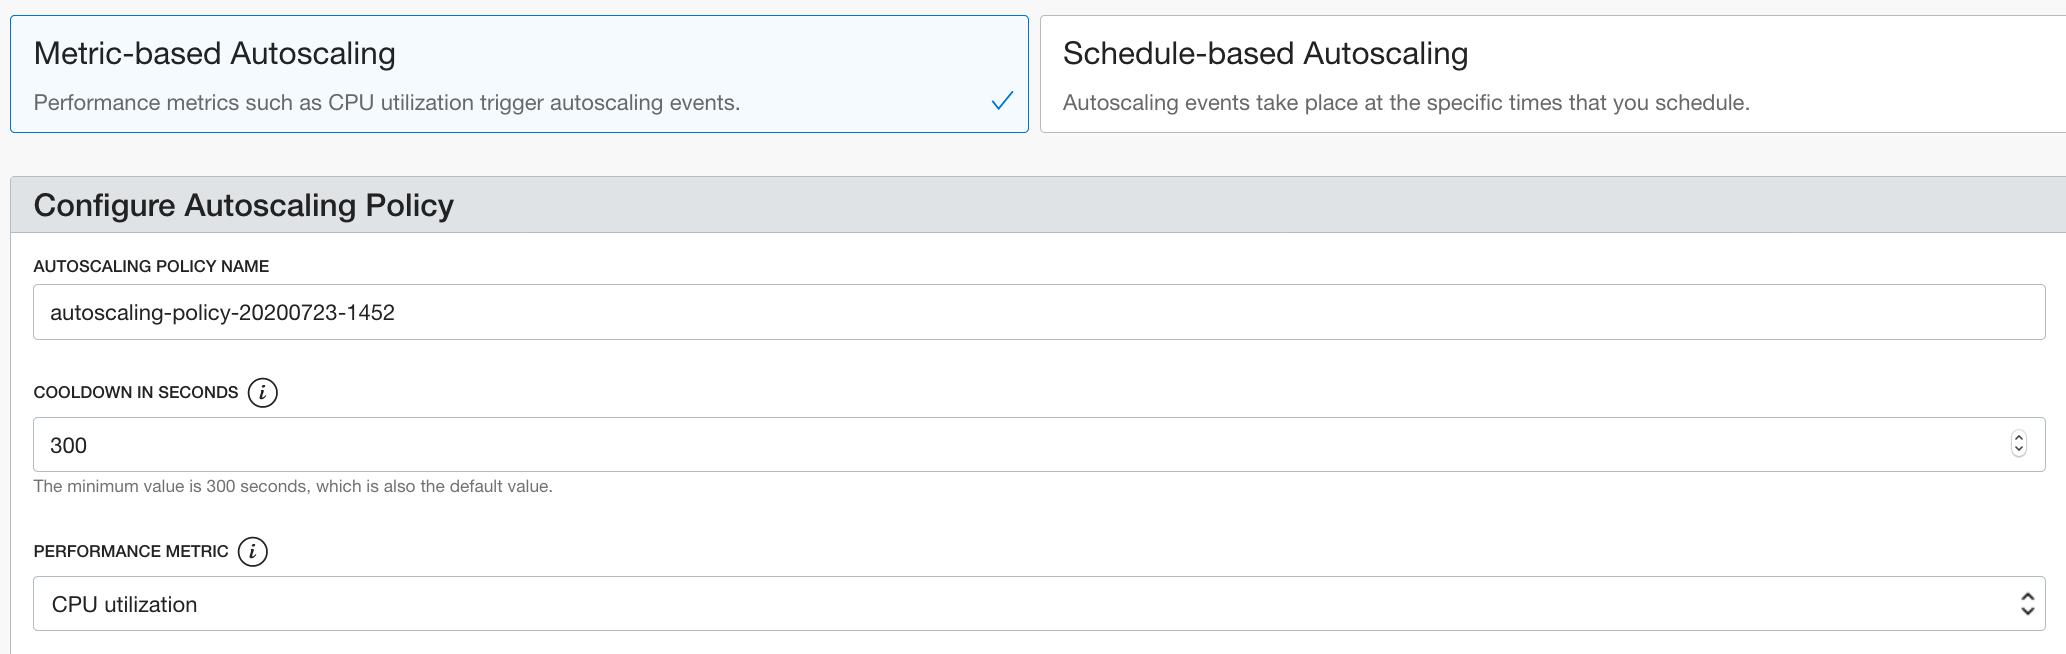 Metric-based Autoscaling
Performance metrics such as CPU utilization trigger autoscaling events.
Schedule-based Autoscaling
Autoscaling events take place at the specific times that you schedule.
Configure Autoscaling Policy
AUTOSCALING POLICY NAME
autoscaling-policy-20200723-1452
COOLDOWN IN SECONDS i
300
The minimum value is 300 seconds, which is also the default value.
PERFORMANCE METRIC i
CPU utilization